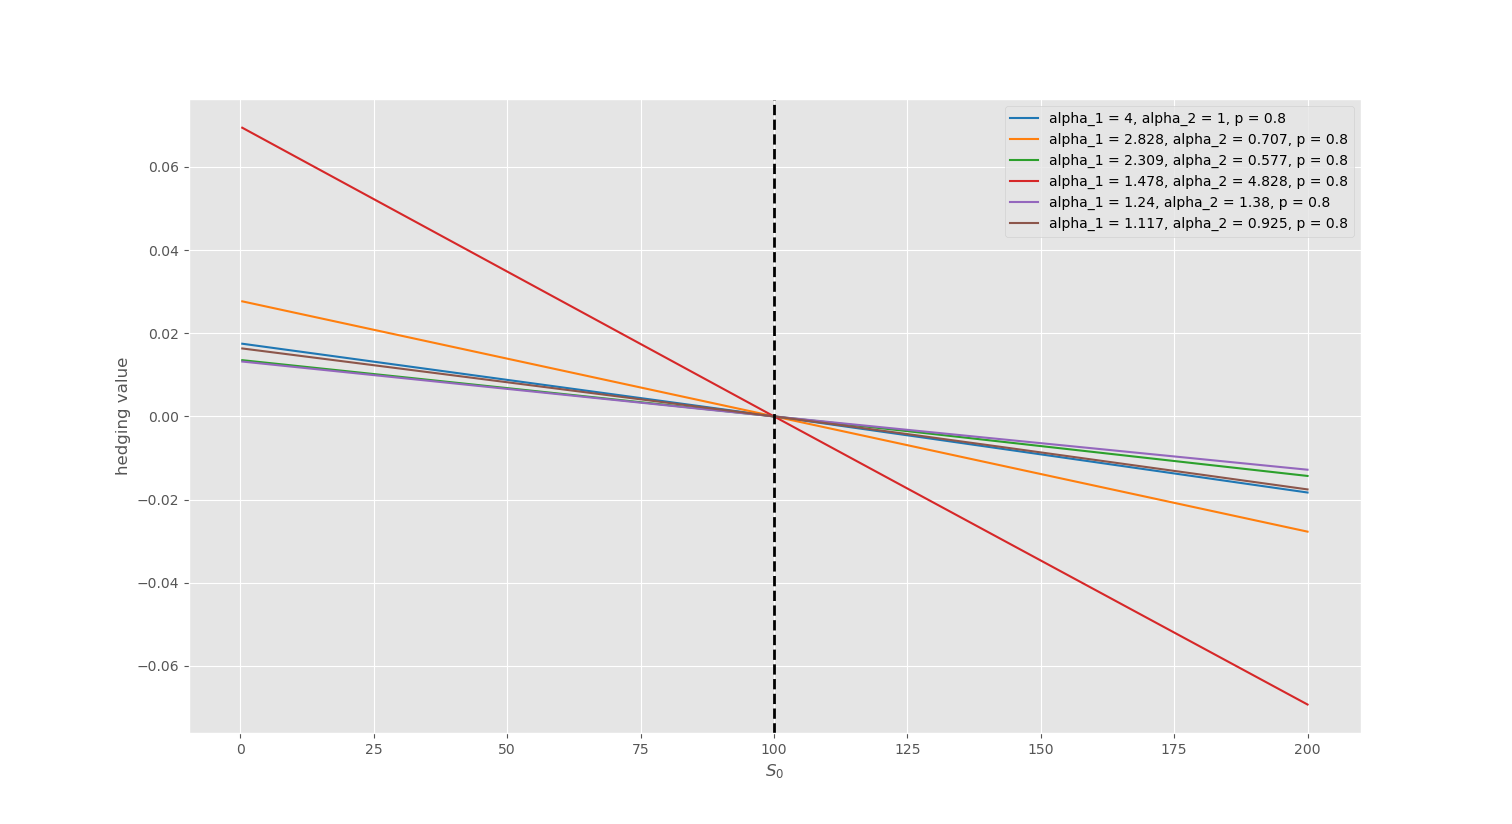 alpha_1 = 4, alpha_2 = 1, p = 0.8
alpha_1 = 2.828, alpha_2 = 0.707, p = 0.8
alpha_1 = 2.309, alpha_2 = 0.577, p = 0.8
alpha_1 = 1.478, alpha_2 = 4.828, p = 0.8
alpha_1 = 1.24, alpha_2 = 1.38, p = 0.8
alpha_1 = 1.117, alpha_2 = 0.925, p = 0.8
hedging value
0.06
0.04
0.02
0.00
−0.02
−0.04
−0.06
0 25 50 75 100 125 150 175 200
S₀